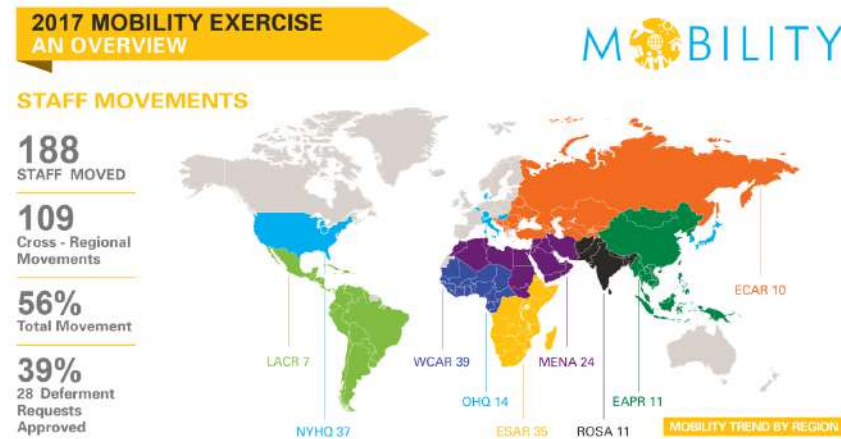 2017 MOBILITY EXERCISE
AN OVERVIEW
MOBILITY
STAFF MOVEMENTS
188
STAFF MOVED
109
Cross - Regional
Movements
56%
Total Movement
39%
28 Deferment
Requests
Approved
ECAR 10
LACR 7
WCAR 39
MENA 24
OHQ 14
EAPR 11
NYHQ 37
ESAR 35
ROSA 11
MOBILITY TREND BY REGION